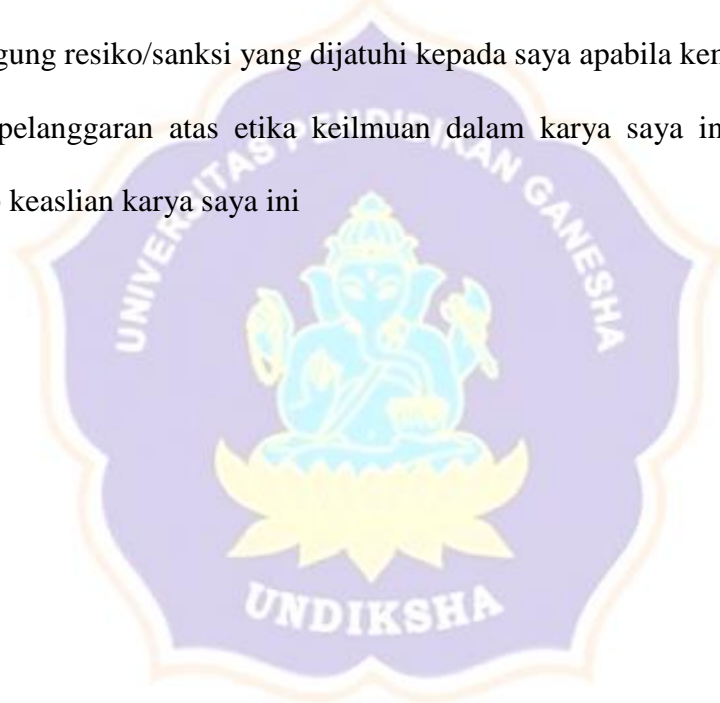 gung resiko/sanksi yang dijatuhi kepada saya apabila ken
pelanggaran atas etika keilmuan dalam karya saya in
keaslian karya saya ini
UNIVERSITAS PENDIDIKAN GANESHA
UNDIKSHA